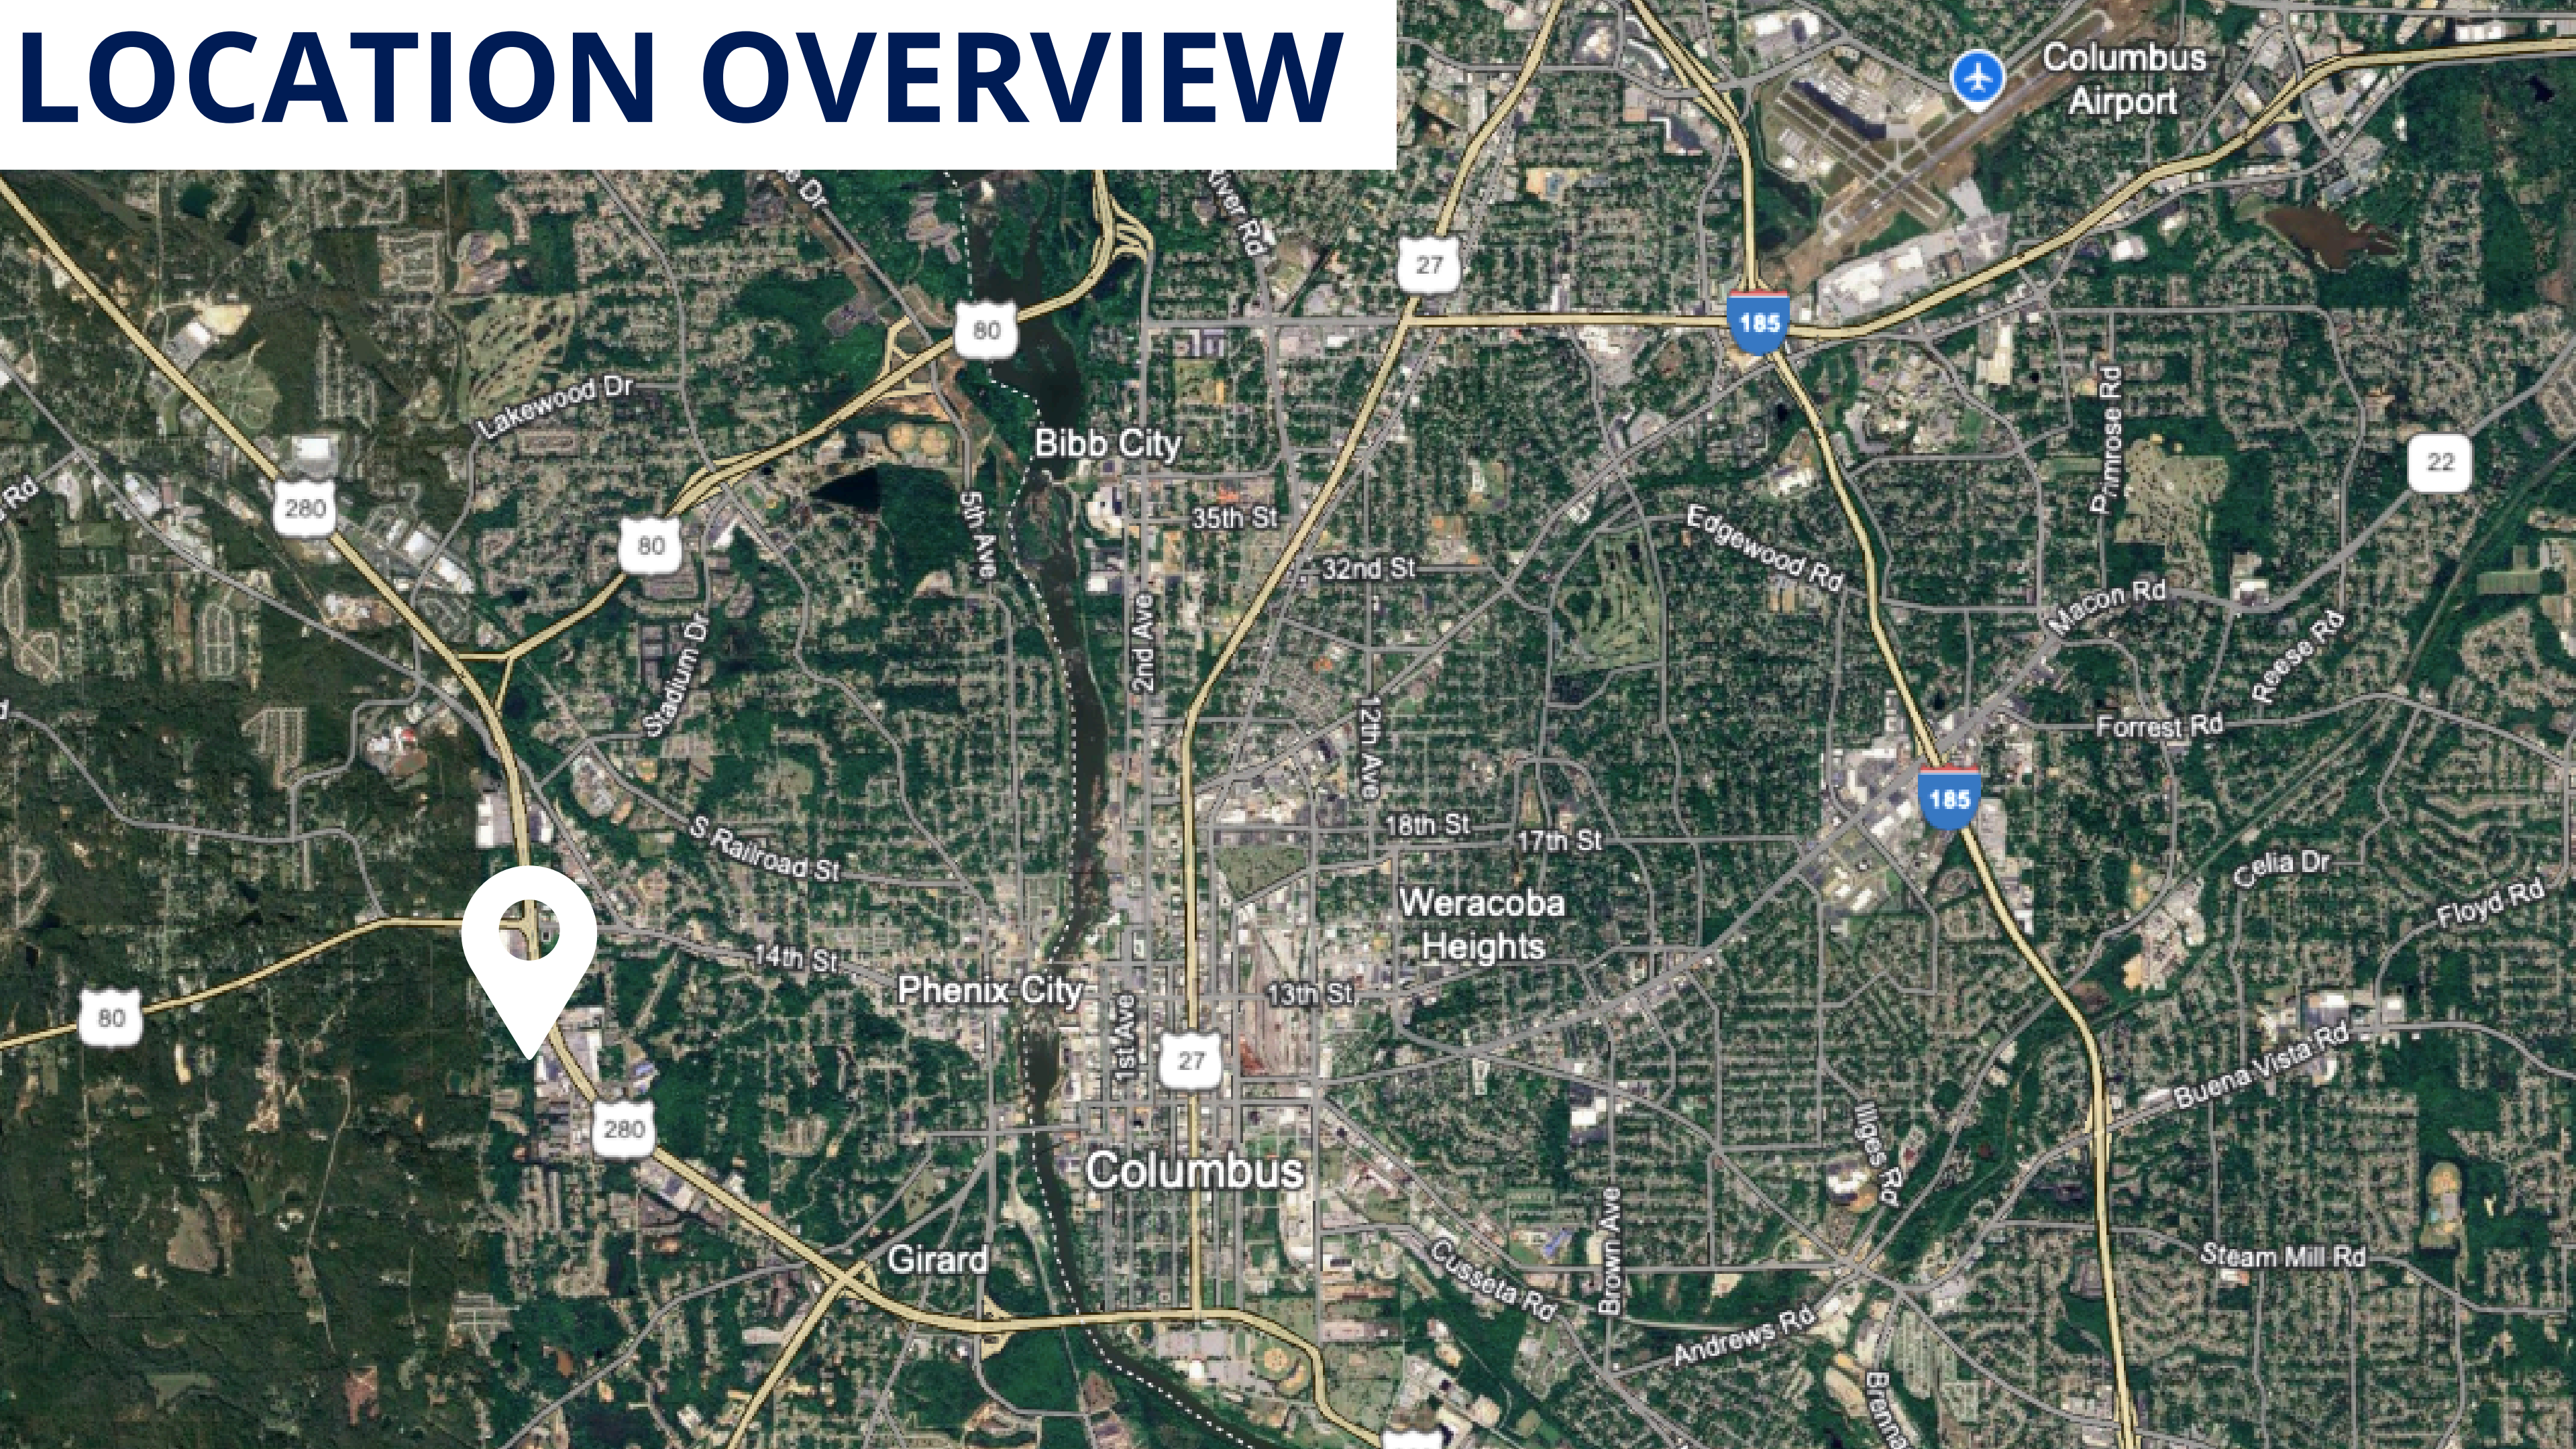 LOCATION OVERVIEW
Columbus
Airport
River Rd
27
80
185
Lakewood Dr
Bibb City
Primrose Rd
22
280
5th Ave
35th St
80
Edgewood Rd
32nd St
2nd Ave
Macon Rd
Stadium Dr
Reese Rd
12th Ave
Forrest Rd
185
S Railroad St
18th St
17th St
Celia Dr
Floyd Rd
Weracoba
Heights
14th St
Phenix City
13th St
80
1st Ave
27
Buena Vista Rd
280
Illges Rd
Columbus
Brown Ave
Girard
Cusseta Rd
Steam Mill Rd
Andrews Rd